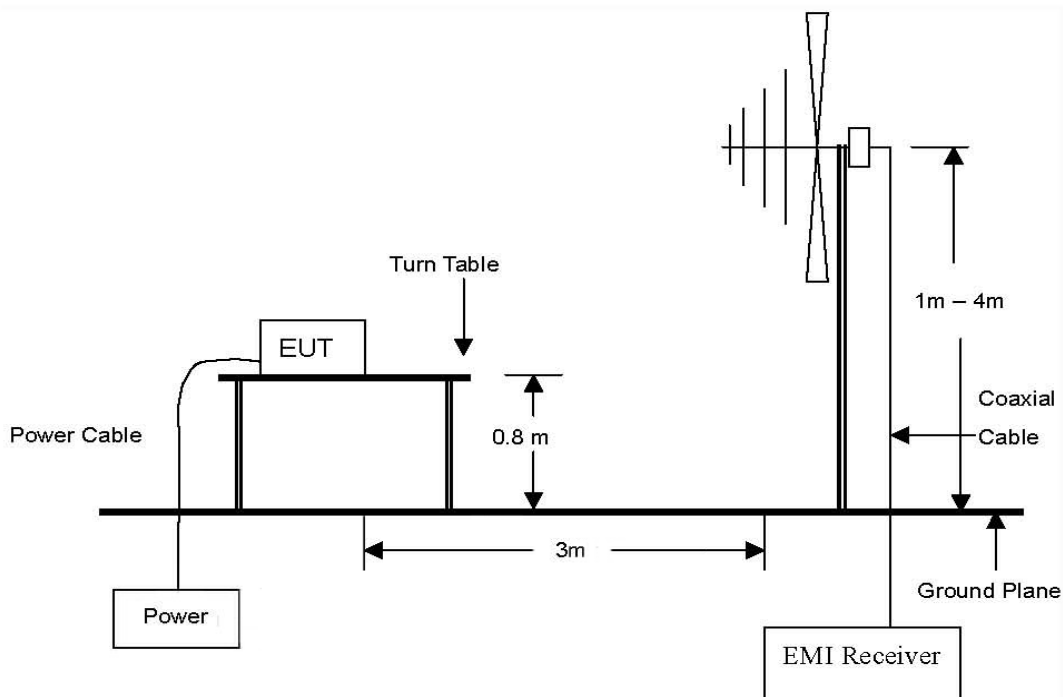 Turn Table
EUT
1m – 4m
Power Cable
0.8 m
Coaxial
Cable
3m
Ground Plane
Power
EMI Receiver